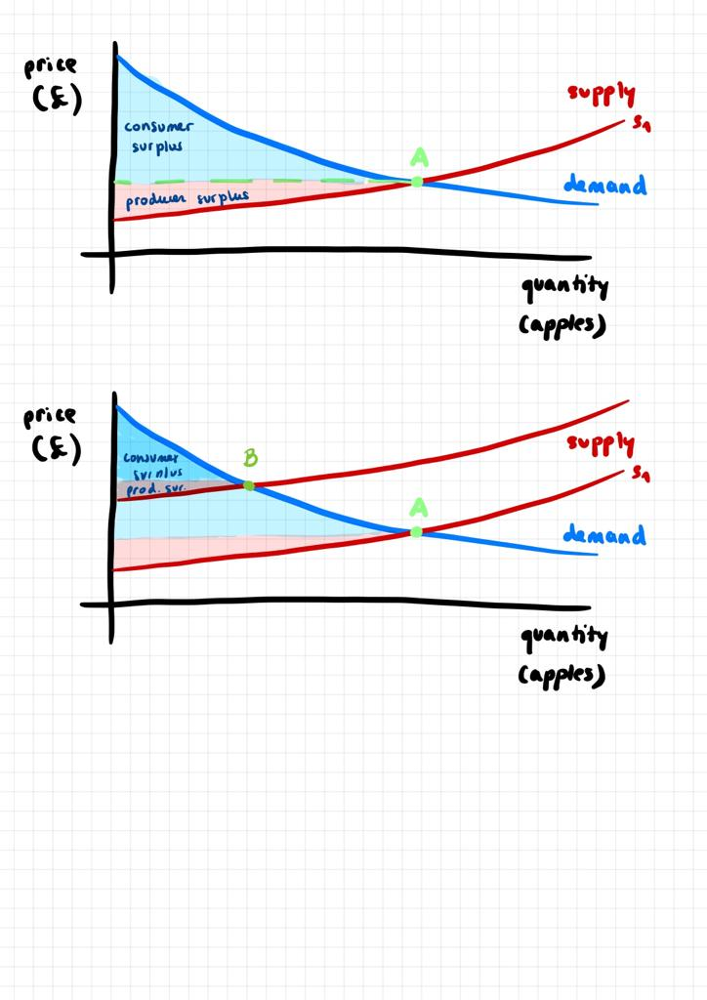 price
(£)
supply
S1
consumer
surplus
A
demand
producer surplus
quantity
(apples)
price
(£)
supply
S1
B
consumer
surplus
prod. sur.
A
demand
quantity
(apples)